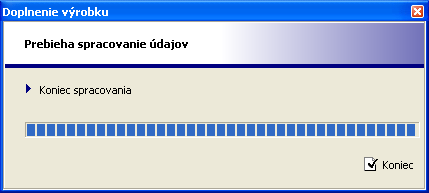 Doplnenie výrobku
Prebieha spracovanie údajov
Koniec spracovania
Koniec